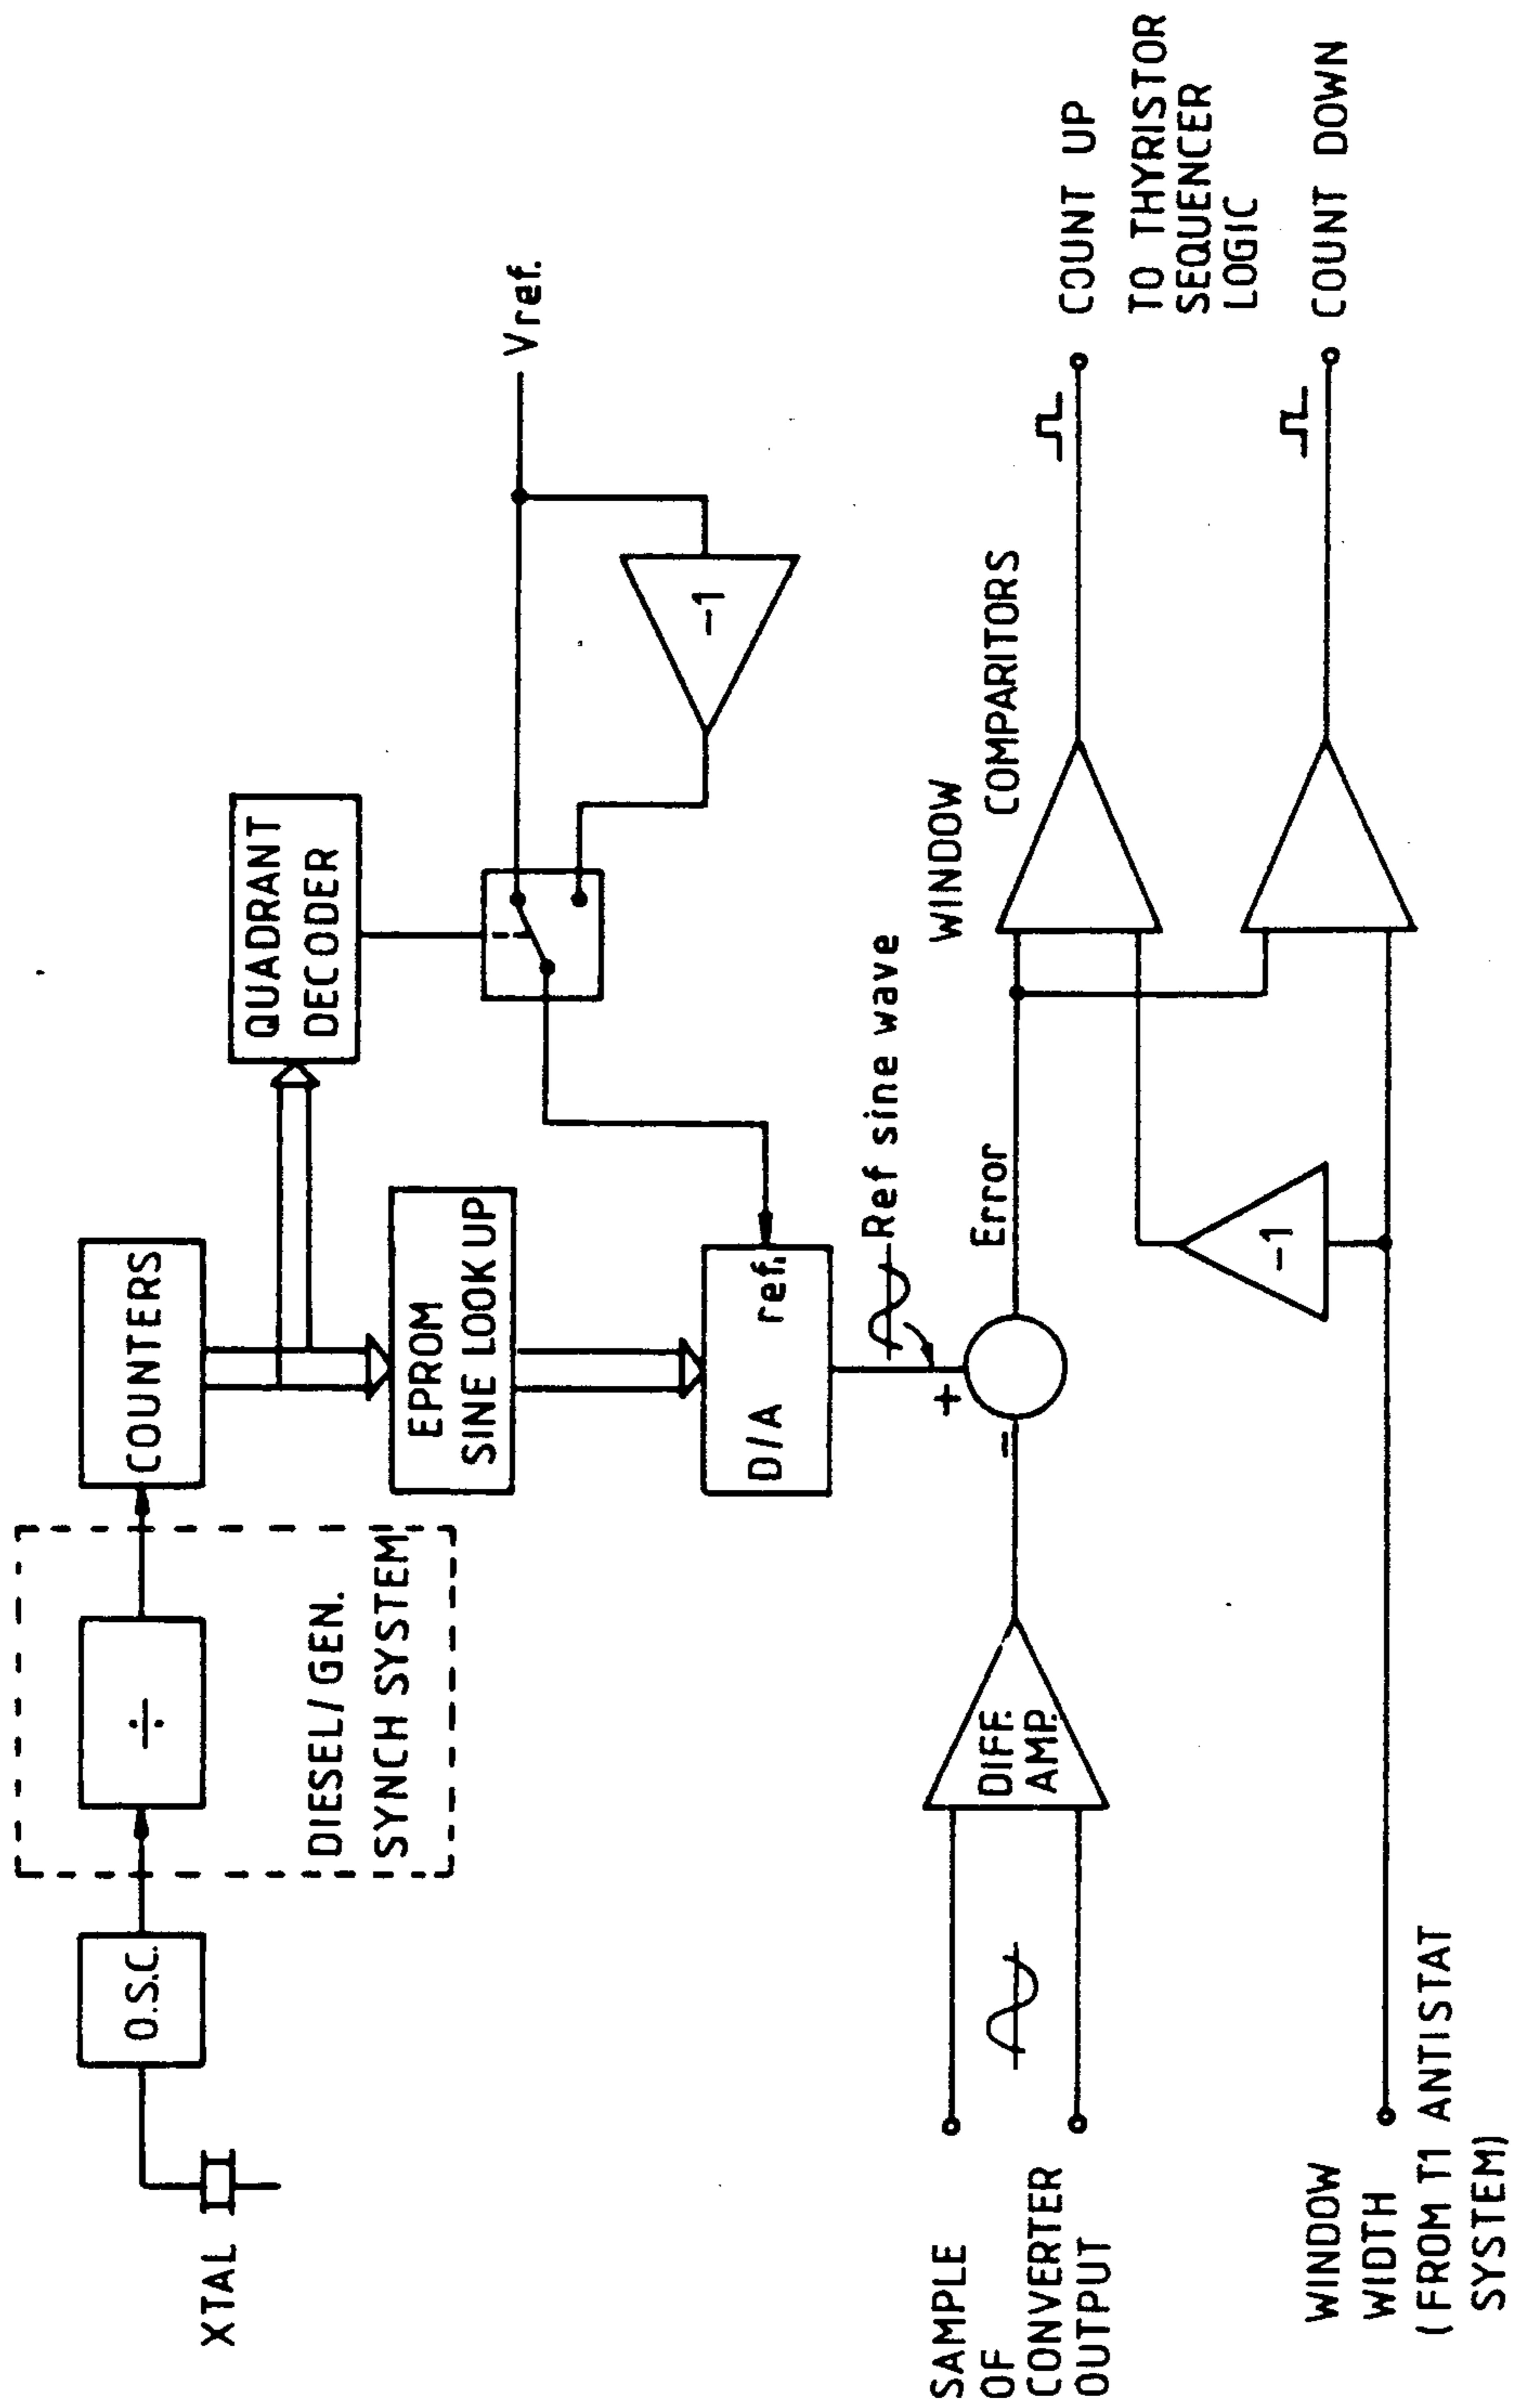 XTAL
O.S.C.
÷
DIESEL/GEN.
SYNCH SYSTEM
COUNTERS
QUADRANT
DECODER
EPROM
SINE LOOK UP
Vref.
-1
D/A ref.
Ref sine wave
+
-
Error
SAMPLE
OF
CONVERTER
OUTPUT
DIFF.
AMP.
WINDOW
COMPARITORS
-1
COUNT UP
TO THYRISTOR
SEQUENCER
LOGIC
COUNT DOWN
WINDOW
WIDTH
(FROM T1 ANTISTAT
SYSTEM)